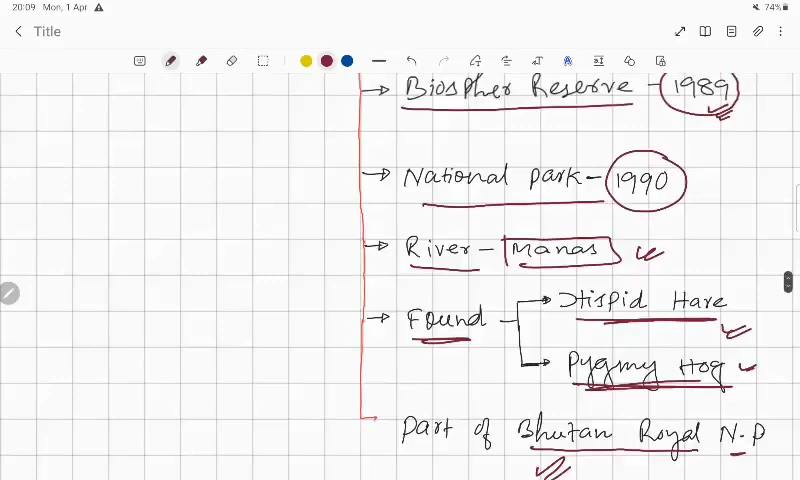 20:09 Mon, 1 Apr 74%
Title
Biospher Reserve - 1989
National park - 1990
River - Manas
Found
Hispid Hare
Pygmy Hog
Part of Bhutan Royal N.P